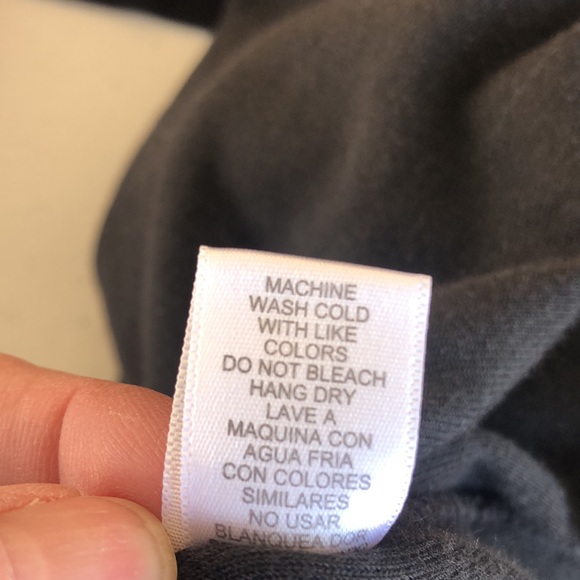 MACHINE
WASH COLD
WITH LIKE
COLORS
DO NOT BLEACH
HANG DRY
LAVE A
MAQUINA CON
AGUA FRIA
CON COLORES
SIMILARES
NO USAR
BLANQUEADOR